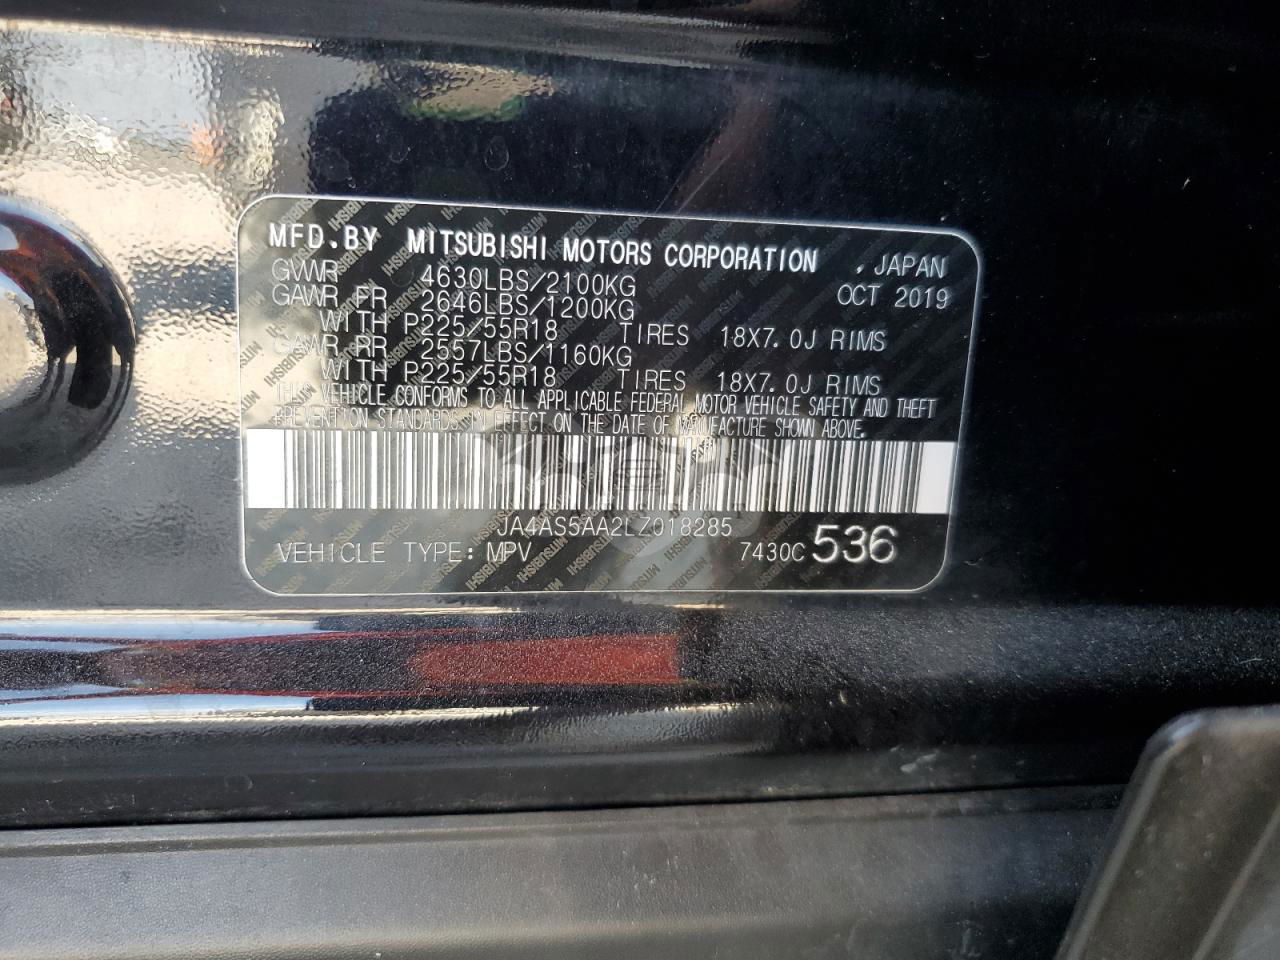 MFD.BY MITSUBISHI MOTORS CORPORATION , JAPAN
GVWR 4630LBS/2100KG OCT 2019
GAWR FR 2646LBS/1200KG
WITH P225/55R18 TIRES 18X7.0J RIMS
GAWR RR 2557LBS/1160KG
WITH P225/55R18 TIRES 18X7.0J RIMS
THIS VEHICLE CONFORMS TO ALL APPLICABLE FEDERAL MOTOR VEHICLE SAFETY AND THEFT
PREVENTION STANDARDS IN EFFECT ON THE DATE OF MANUFACTURE SHOWN ABOVE.
JA4AS5AA2LZ018285
VEHICLE TYPE: MPV 7430C 536